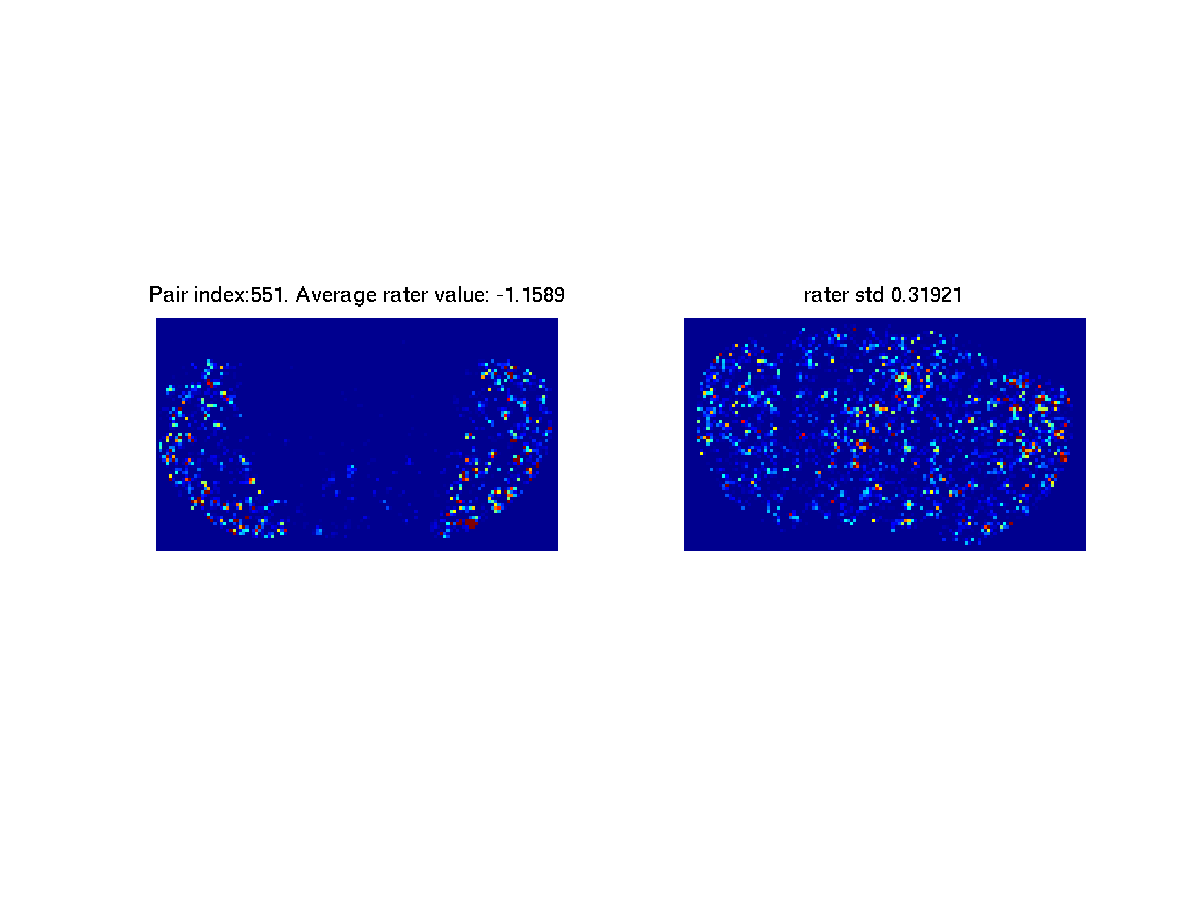 Pair index:551. Average rater value: -1.1589
rater std 0.31921